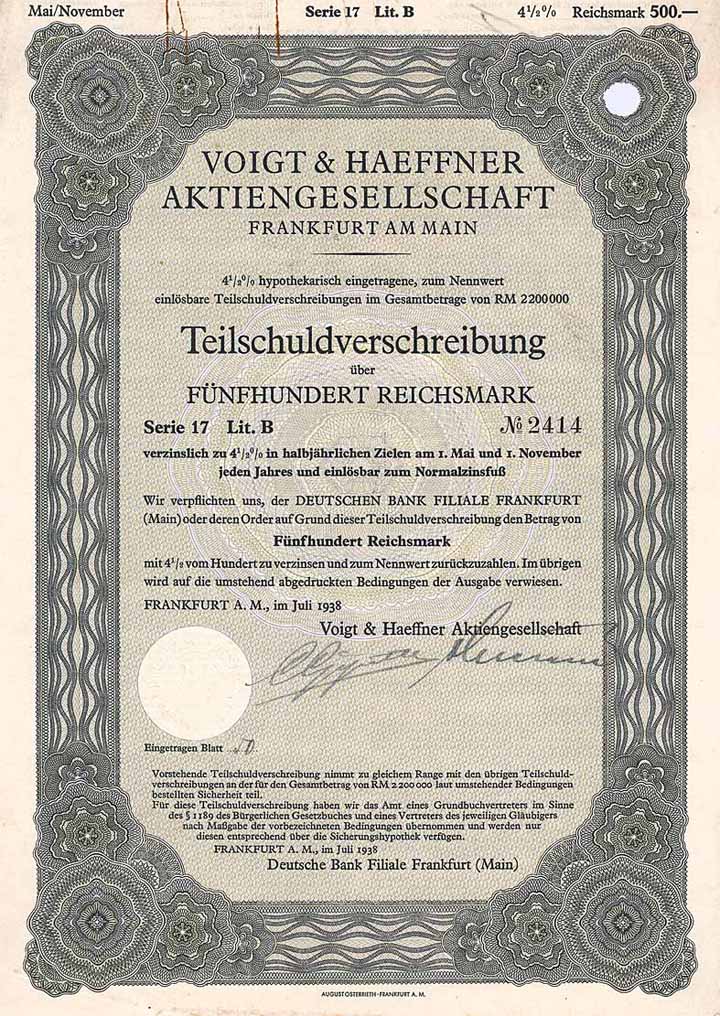 Mai/November Serie 17 Lit. B 4½% Reichsmark 500.—
VOIGT & HAEFFNER
AKTIENGESELLSCHAFT
FRANKFURT AM MAIN
4½% hypothekarisch eingetragene, zum Nennwert
einlösbare Teilschuldverschreibungen im Gesamtbetrage von RM 2200000
Teilschuldverschreibung
über
FÜNFHUNDERT REICHSMARK
Serie 17 Lit. B № 2414
verzinslich zu 4½% in halbjährlichen Zielen am 1. Mai und 1. November
jeden Jahres und einlösbar zum Normalzinsfuß
Wir verpflichten uns, der DEUTSCHEN BANK FILIALE FRANKFURT
(Main) oder deren Order auf Grund dieser Teilschuldverschreibung den Betrag von
Fünfhundert Reichsmark
mit 4½ vom Hundert zu verzinsen und zum Nennwert zurückzuzahlen. Im übrigen
wird auf die umstehend abgedruckten Bedingungen der Ausgabe verwiesen.
FRANKFURT A. M., im Juli 1938
Voigt & Haeffner Aktiengesellschaft
Eingetragen Blatt
Vorstehende Teilschuldverschreibung nimmt zu gleichem Range mit den übrigen Teilschuld-
verschreibungen an der für den Gesamtbetrag von RM 2 200 000 laut umstehender Bedingungen
bestellten Sicherheit teil.
Für diese Teilschuldverschreibung haben wir das Amt eines Grundbuchvertreters im Sinne
des § 1189 des Bürgerlichen Gesetzbuches und eines Vertreters des jeweiligen Gläubigers
nach Maßgabe der vorbezeichneten Bedingungen übernommen und werden nur
diesen entsprechend über die Sicherungshypothek verfügen.
FRANKFURT A. M., im Juli 1938
Deutsche Bank Filiale Frankfurt (Main)
AUGUST OSTERRIETH-FRANKFURT A. M.